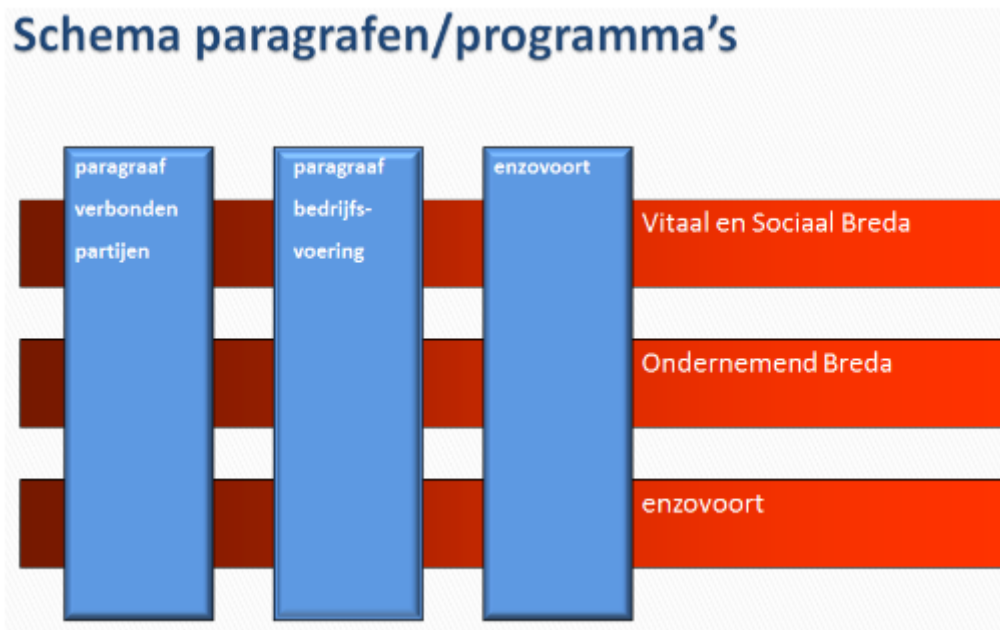 Schema paragrafen/programma’s
paragraaf
verbonden
partijen
paragraaf
bedrijfs-
voering
enzovoort
Vitaal en Sociaal Breda
Ondernemend Breda
enzovoort